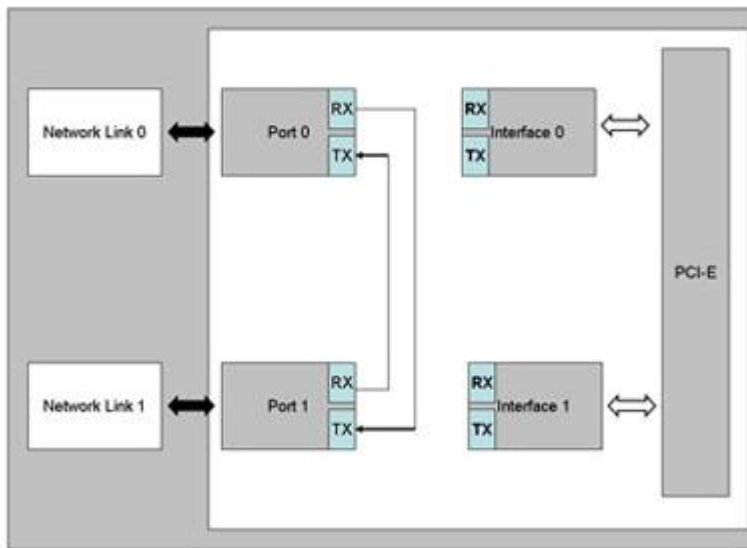 Network Link 0
Port 0
RX
TX
RX
TX
Interface 0
PCI-E
Network Link 1
Port 1
RX
TX
RX
TX
Interface 1